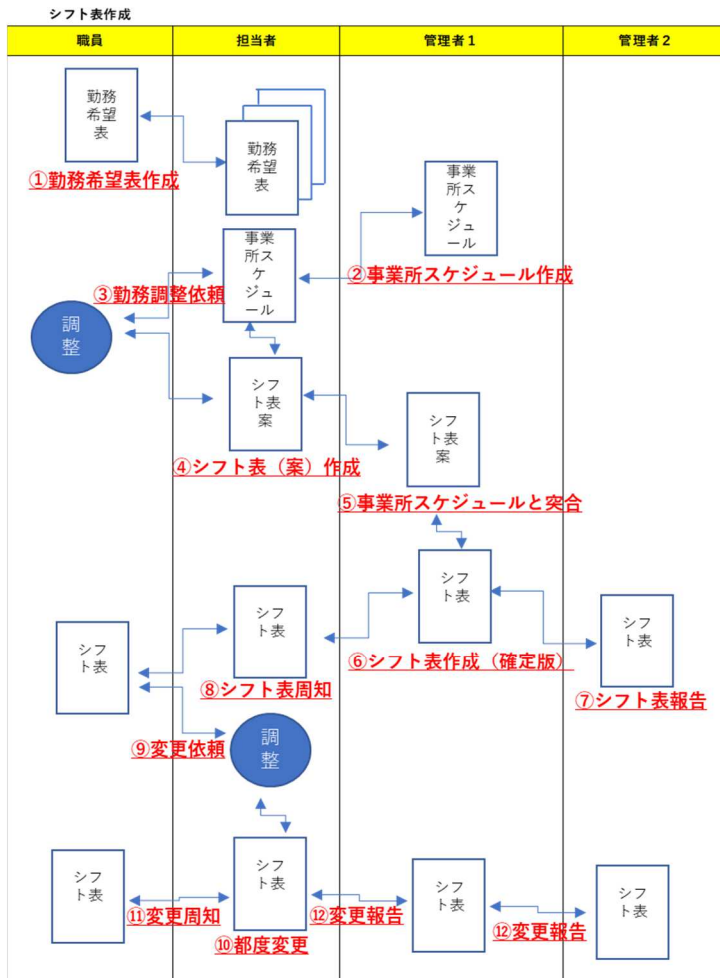 シフト表作成
職員
担当者
管理者１
管理者２
勤務
希望
表
勤務
希望
表
①勤務希望表作成
事業
所ス
ケ
ジュ
ール
②事業所スケジュール作成
事業
所ス
ケ
ジュ
ール
③勤務調整依頼
調
整
シフ
ト表
案
④シフト表（案）作成
シフ
ト表
案
⑤事業所スケジュールと突合
シフ
ト表
⑥シフト表作成（確定版）
シフ
ト表
⑦シフト表報告
シフ
ト表
⑧シフト表周知
シフ
ト表
⑨変更依頼
調
整
シフ
ト表
⑩都度変更
シフ
ト表
⑪変更周知
シフ
ト表
⑫変更報告
シフ
ト表
⑫変更報告